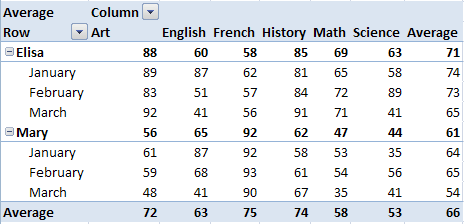 Average Column
Row Art English French History Math Science Average
Elisa 88 60 58 85 69 63 71
January 89 87 62 81 65 58 74
February 83 51 57 84 72 89 73
March 92 41 56 91 71 41 65
Mary 56 65 92 62 47 44 61
January 61 87 92 58 53 35 64
February 59 68 93 61 54 56 65
March 48 41 90 67 35 41 54
Average 72 63 75 74 58 53 66